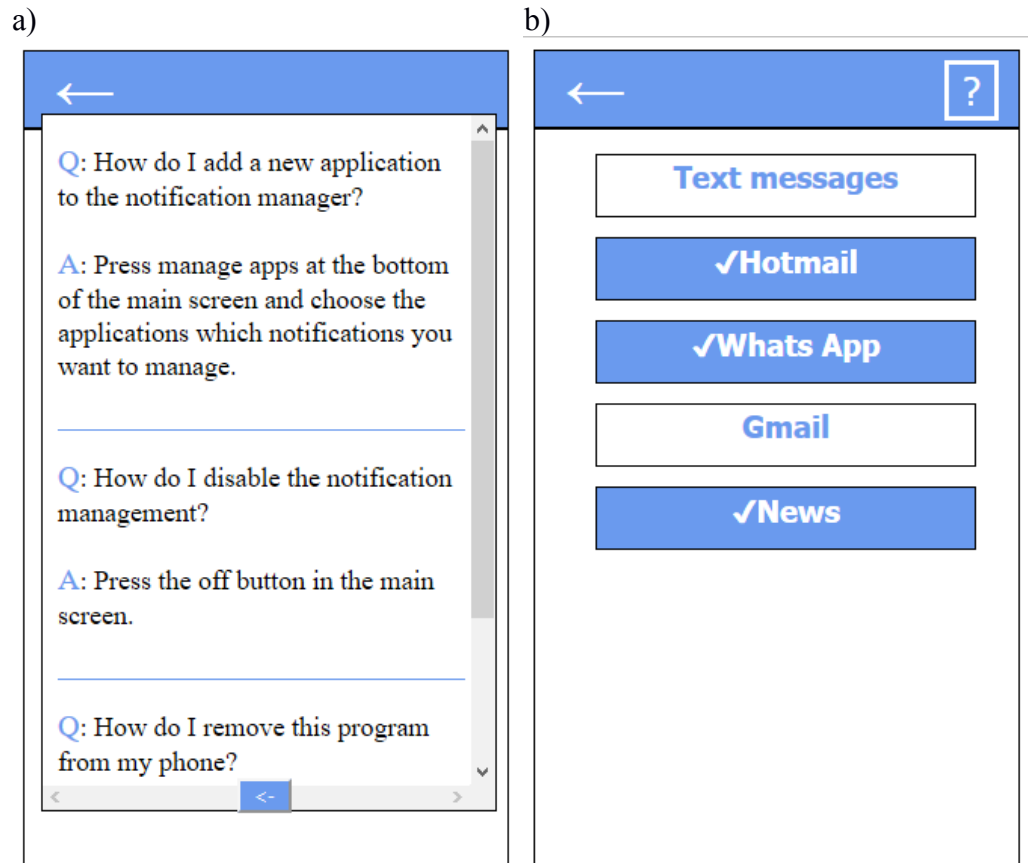 a)
←
Q: How do I add a new application
to the notification manager?
A: Press manage apps at the bottom
of the main screen and choose the
applications which notifications you
want to manage.
Q: How do I disable the notification
management?
A: Press the off button in the main
screen.
Q: How do I remove this program
from my phone?
<-
b)
← ?
Text messages
✓Hotmail
✓Whats App
Gmail
✓News